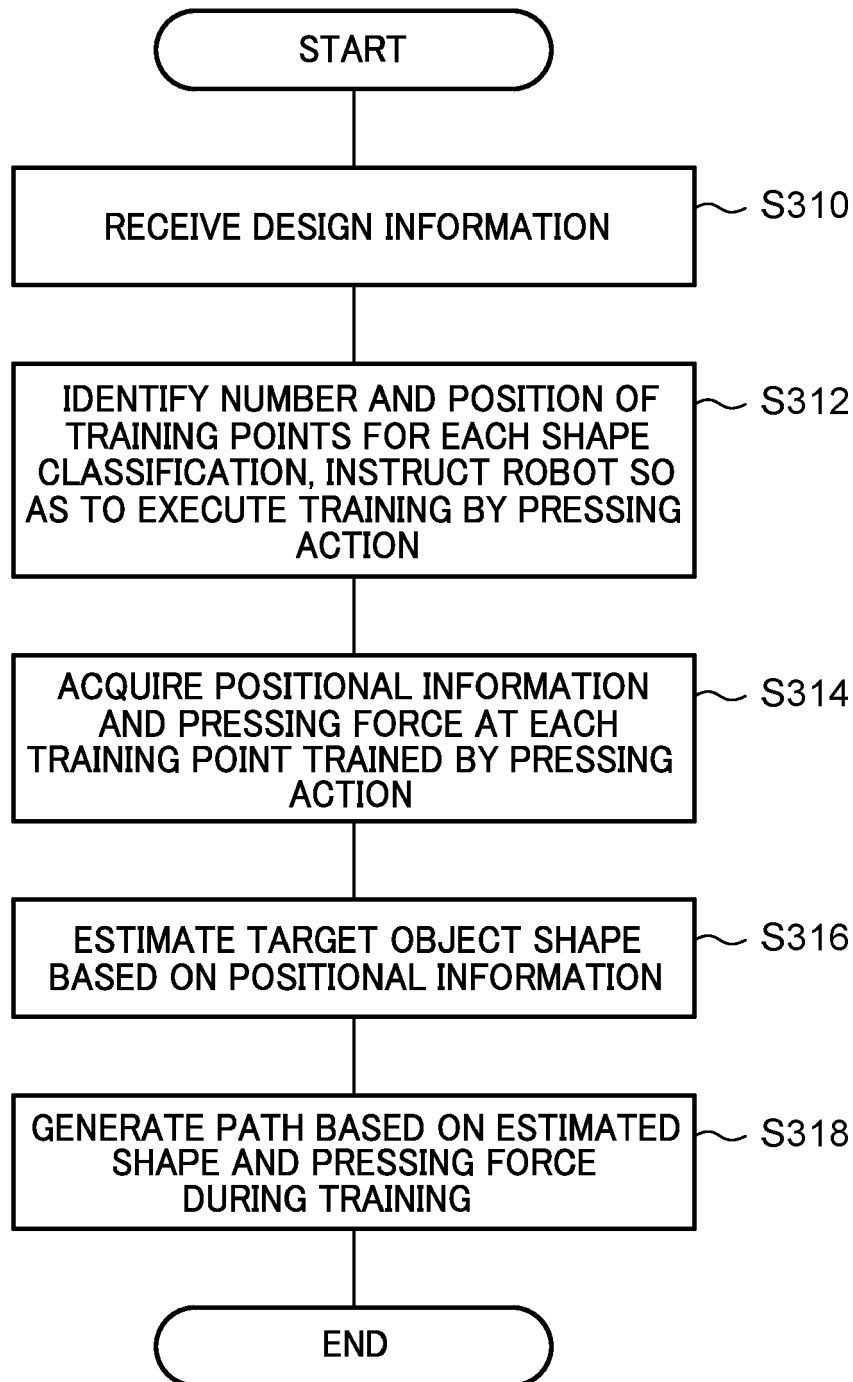 START
RECEIVE DESIGN INFORMATION
S310
IDENTIFY NUMBER AND POSITION OF
TRAINING POINTS FOR EACH SHAPE
CLASSIFICATION, INSTRUCT ROBOT SO
AS TO EXECUTE TRAINING BY PRESSING
ACTION
S312
ACQUIRE POSITIONAL INFORMATION
AND PRESSING FORCE AT EACH
TRAINING POINT TRAINED BY PRESSING
ACTION
S314
ESTIMATE TARGET OBJECT SHAPE
BASED ON POSITIONAL INFORMATION
S316
GENERATE PATH BASED ON ESTIMATED
SHAPE AND PRESSING FORCE
DURING TRAINING
S318
END